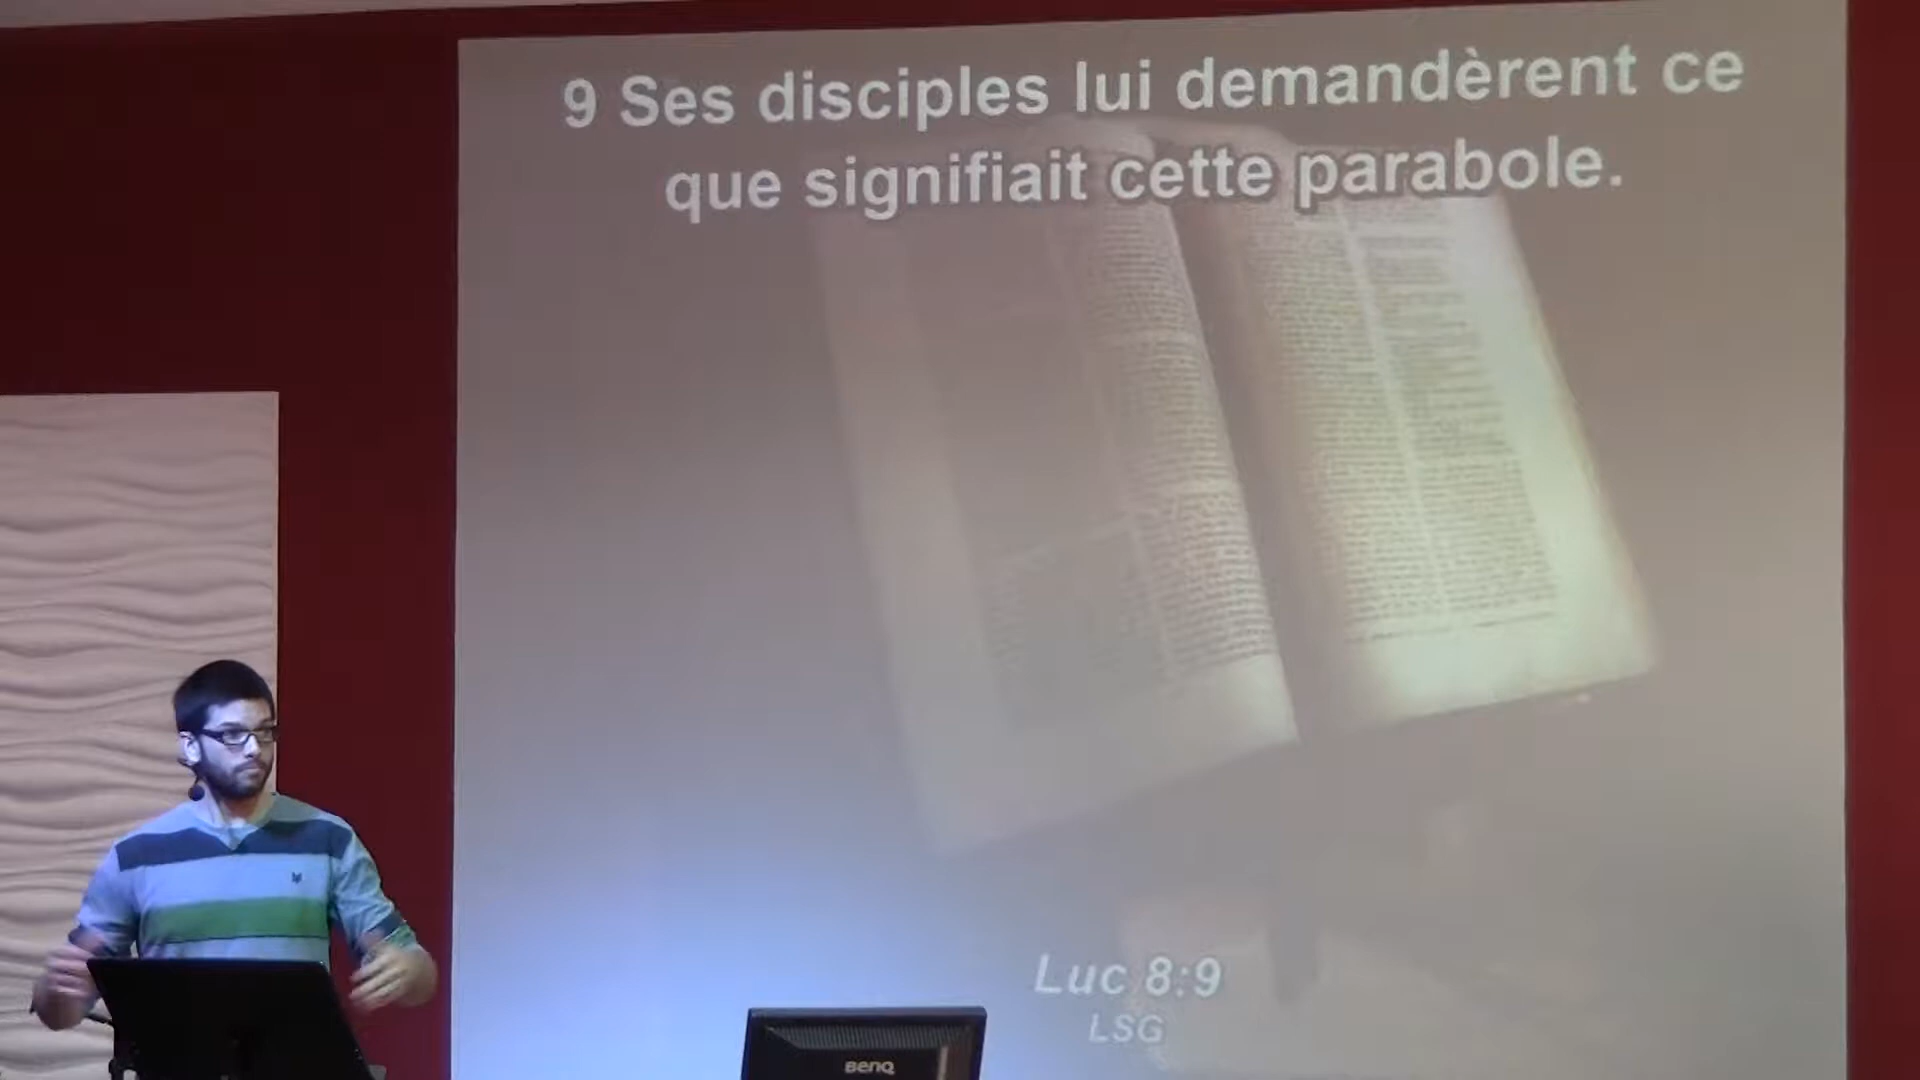 9 Ses disciples lui demandèrent ce
que signifiait cette parabole.
Luc 8:9
LSG
BenQ